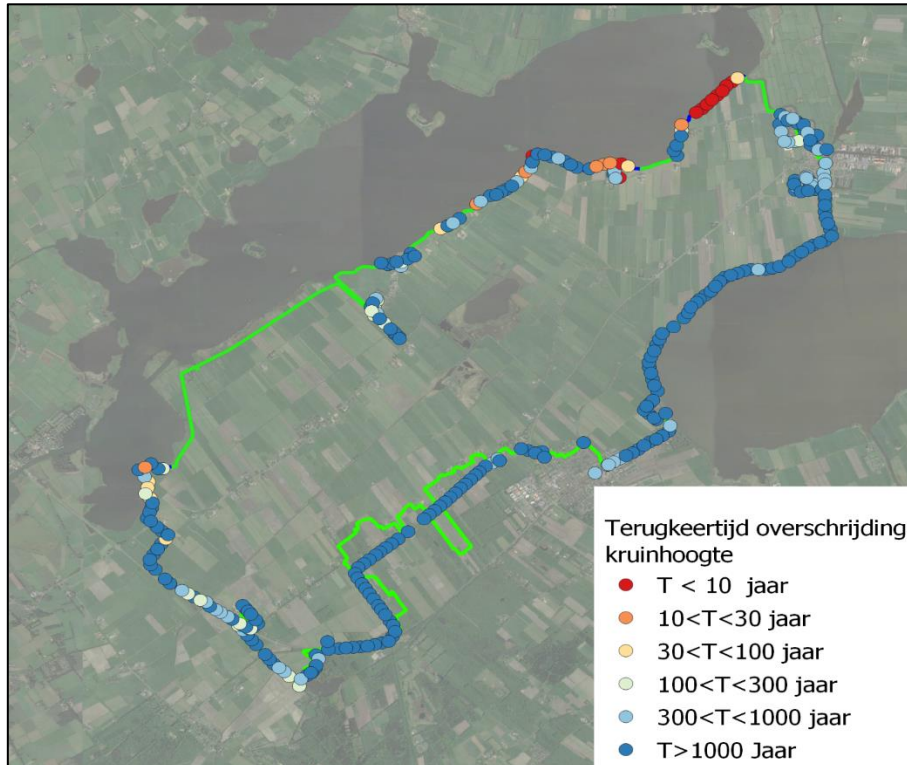 Terugkeertijd overschrijding
kruinhoogte
T < 10 jaar
10<T<30 jaar
30<T<100 jaar
100<T<300 jaar
300<T<1000 jaar
T>1000 Jaar